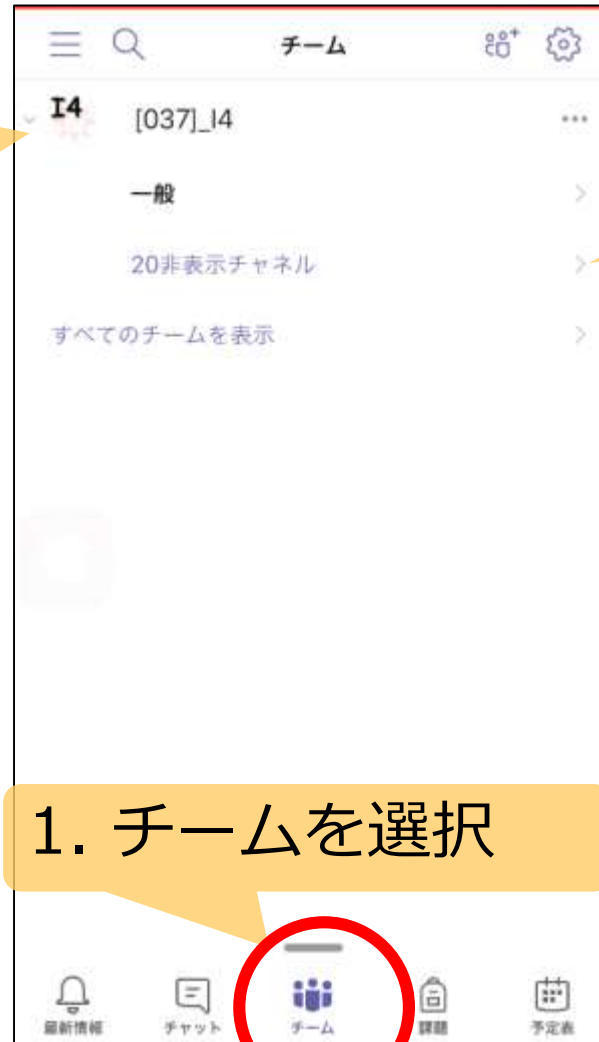 チーム
I4 [037]_I4
一般
20非表示チャネル
すべてのチームを表示
1. チームを選択
最新情報 チャット チーム 課題 予定表